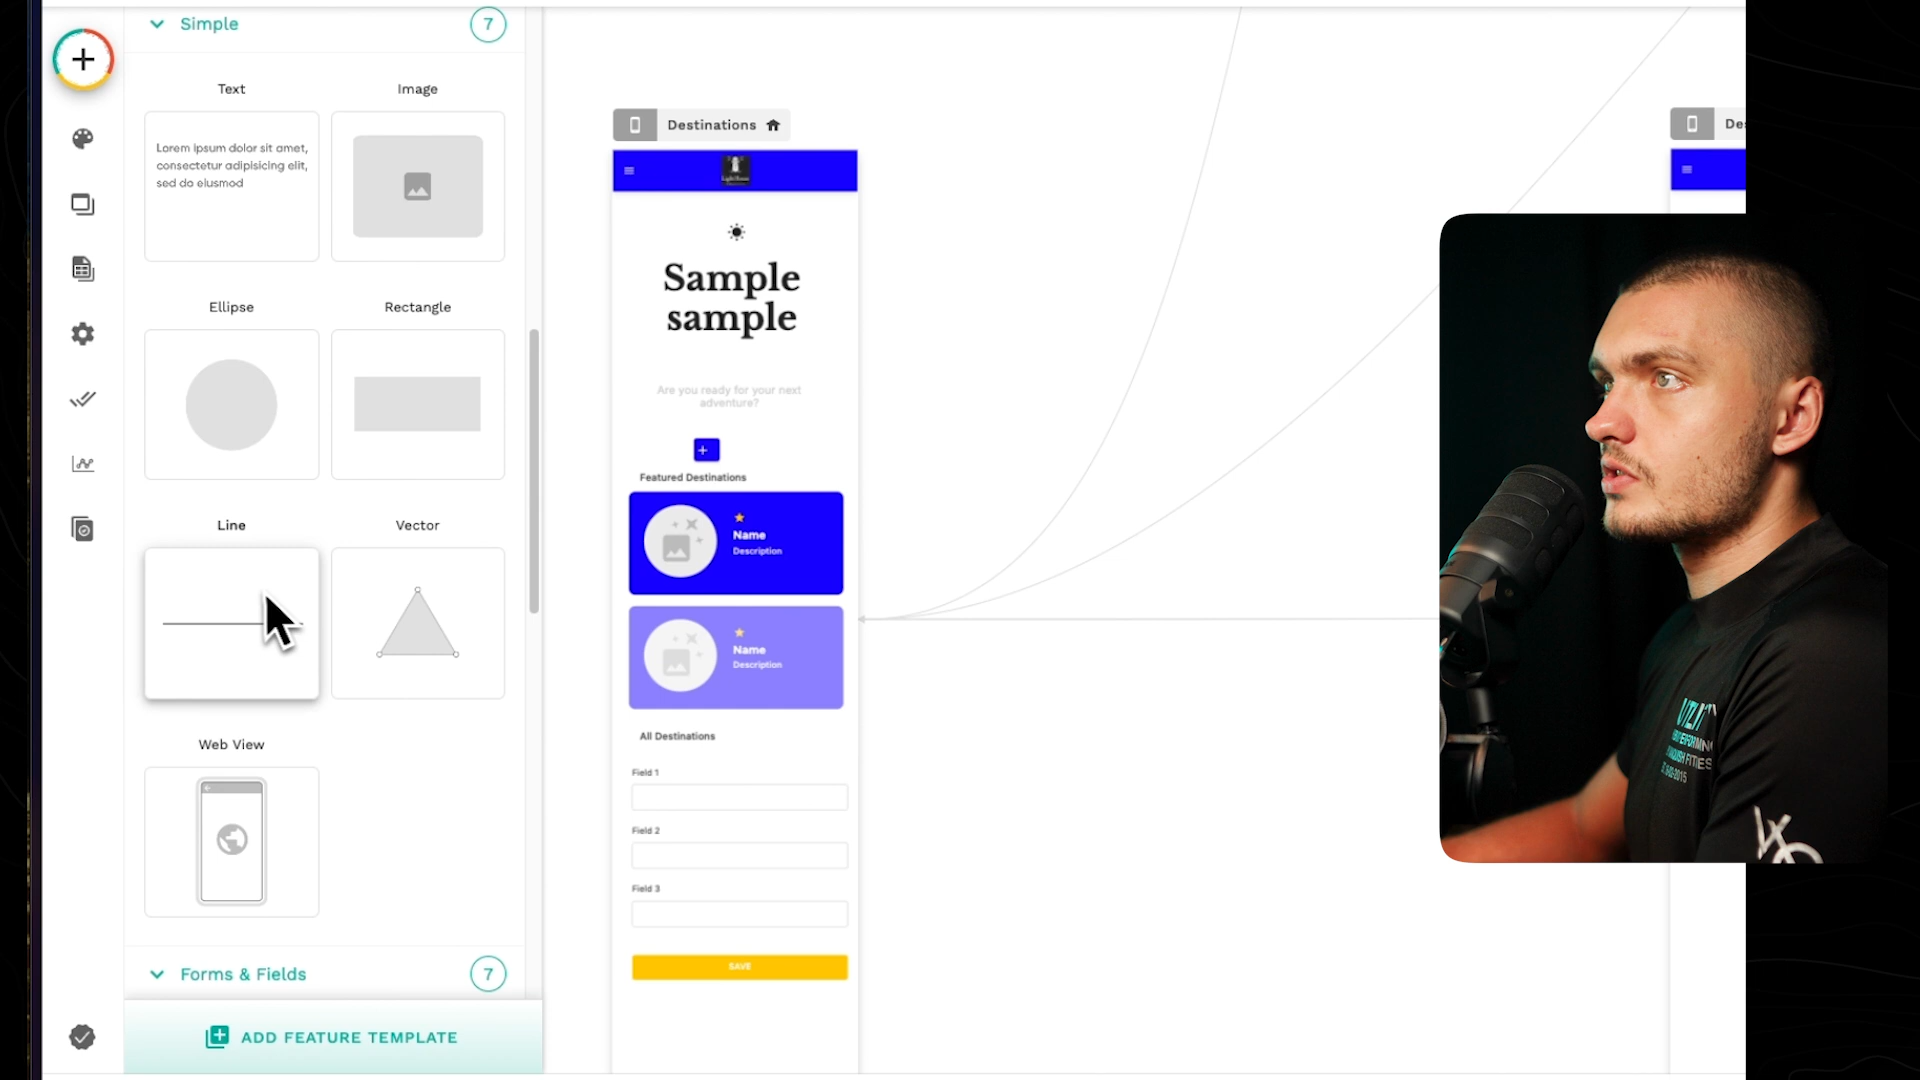 Simple
7
Text
Image
Lorem ipsum dolor sit amet,
consectetur adipisicing elit,
sed do eiusmod
Ellipse
Rectangle
Line
Vector
Web View
Forms & Fields
7
ADD FEATURE TEMPLATE
Destinations
Sample
sample
Are you ready for your next
adventure?
Featured Destinations
Name
Description
Name
Description
All Destinations
Field 1
Field 2
Field 3
SAVE